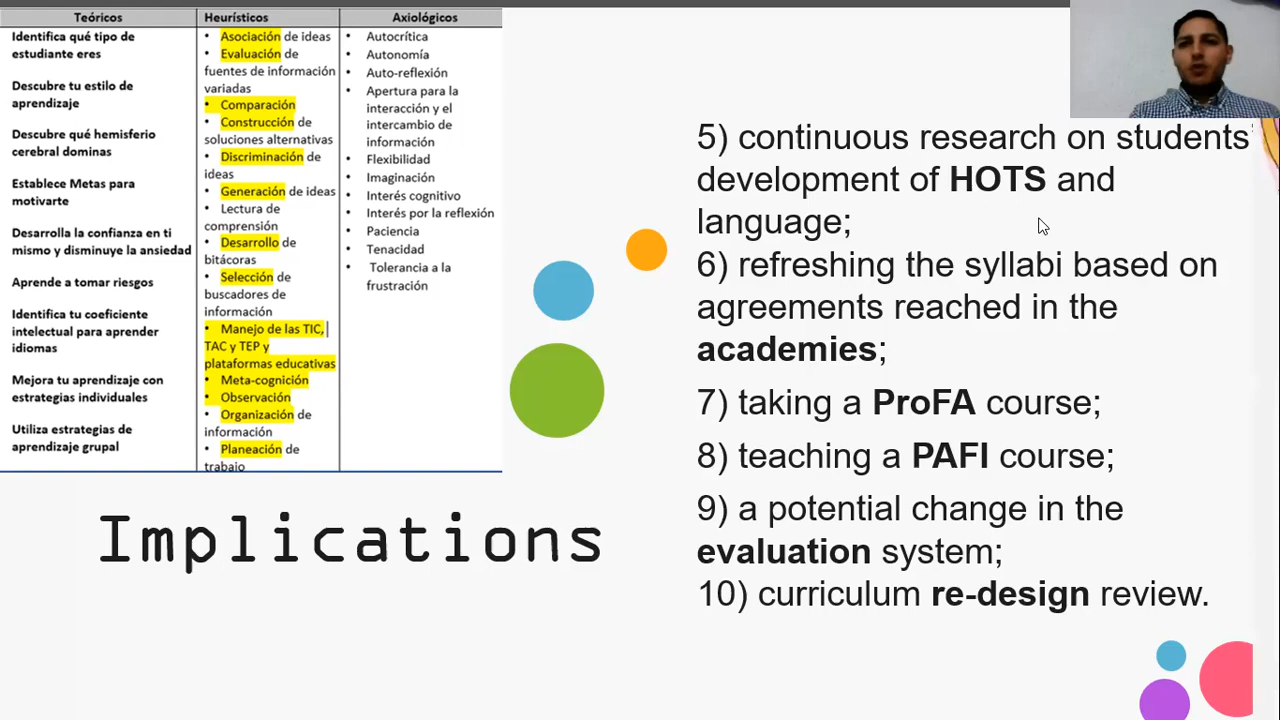 Teóricos
Identifica qué tipo de
estudiante eres
Descubre tu estilo de
aprendizaje
Descubre qué hemisferio
cerebral dominas
Establece Metas para
motivarte
Desarrolla la confianza en ti
mismo y disminuye la ansiedad
Aprende a tomar riesgos
Identifica tu coeficiente
intelectual para aprender
idiomas
Mejora tu aprendizaje con
estrategias individuales
Utiliza estrategias de
aprendizaje grupal
Heurísticos
• Asociación de ideas
• Evaluación de
fuentes de información
variadas
• Comparación
• Construcción de
soluciones alternativas
• Discriminación de
ideas
• Generación de ideas
• Lectura de
comprensión
• Desarrollo de
bitácoras
• Selección de
buscadores de
información
• Manejo de las TIC,
TAC y TEP y
plataformas educativas
• Meta-cognición
• Observación
• Organización de
información
• Planeación de
trabajo
Axiológicos
• Autocrítica
• Autonomía
• Auto-reflexión
• Apertura para la
interacción y el
intercambio de
información
• Flexibilidad
• Imaginación
• Interés cognitivo
• Interés por la reflexión
• Paciencia
• Tenacidad
• Tolerancia a la
frustración
Implications
5) continuous research on students'
development of HOTS and
language;
6) refreshing the syllabi based on
agreements reached in the
academies;
7) taking a ProFA course;
8) teaching a PAFI course;
9) a potential change in the
evaluation system;
10) curriculum re-design review.